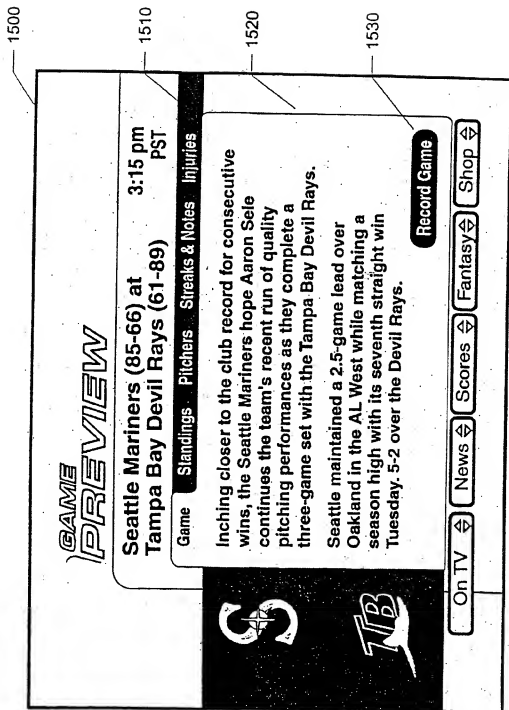 1500
1510
1520
1530
GAME
PREVIEW
Seattle Mariners (85-66) at
Tampa Bay Devil Rays (61-89)
3:15 pm
PST
Game Standings Pitchers Streaks & Notes Injuries
Inching closer to the club record for consecutive
wins, the Seattle Mariners hope Aaron Sele
continues the team's recent run of quality
pitching performances as they complete a
three-game set with the Tampa Bay Devil Rays.
Seattle maintained a 2.5-game lead over
Oakland in the AL West while matching a
season high with its seventh straight win
Tuesday. 5-2 over the Devil Rays.
S
TB
Record Game
On TV News Scores Fantasy Shop